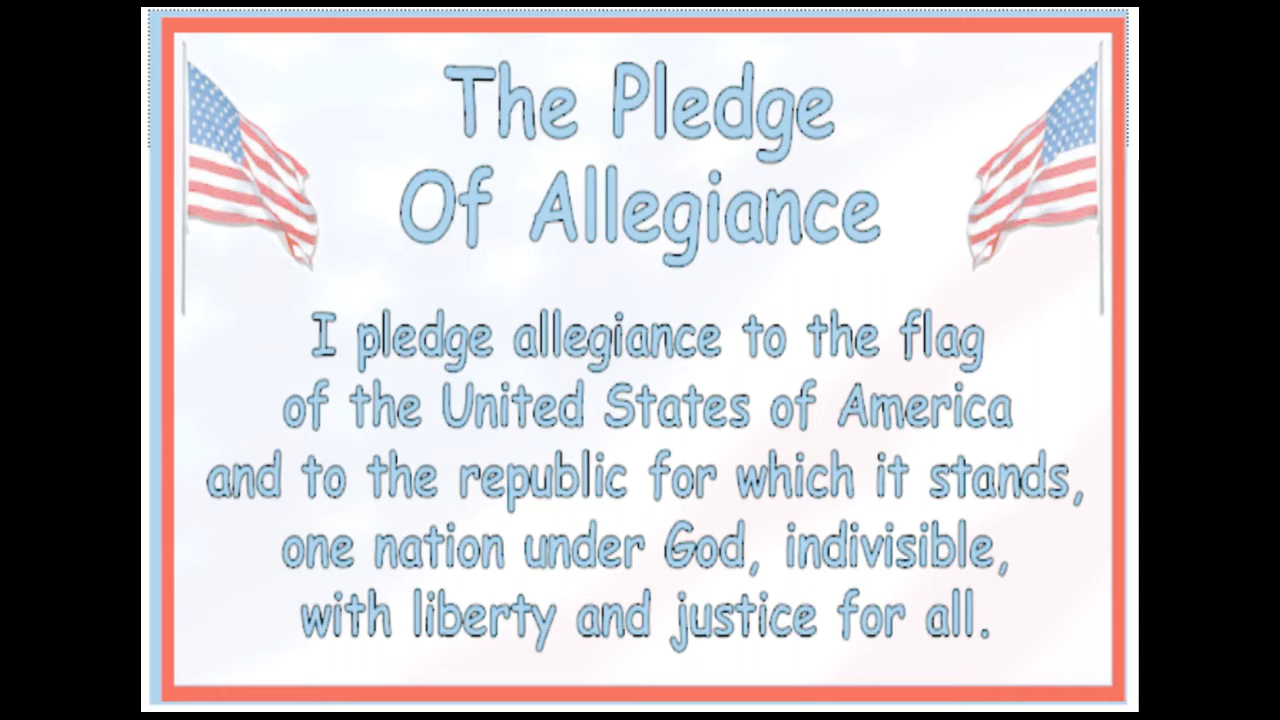 The Pledge
Of Allegiance
I pledge allegiance to the flag
of the United States of America
and to the republic for which it stands,
one nation under God, indivisible,
with liberty and justice for all.